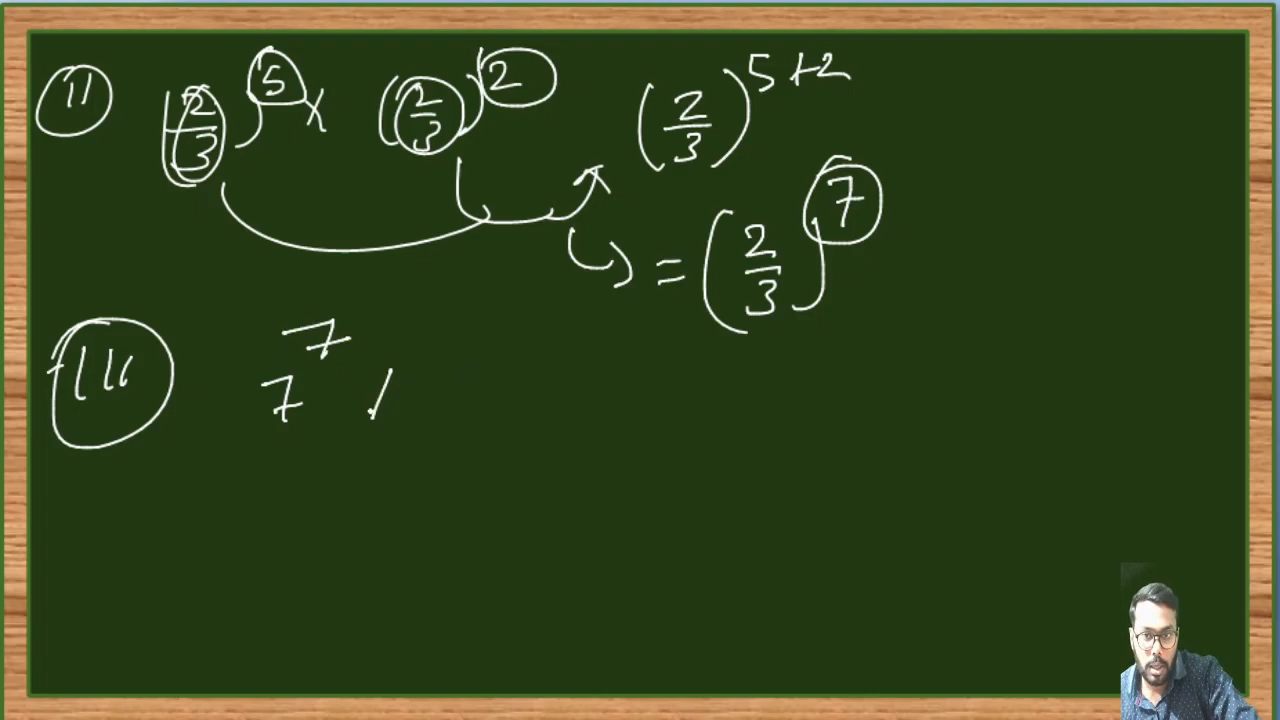 (ii) (2/3)^5 × (2/3)^2 (2/3)^{5+2}
= (2/3)^7
(iii) 7^7